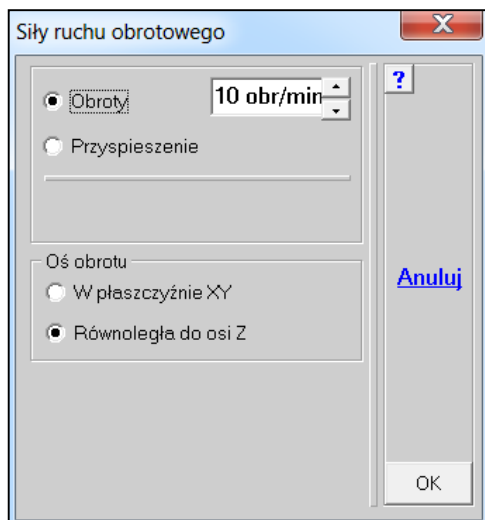 Siły ruchu obrotowego
X
Obroty 10 obr/min
?
Przyspieszenie
Oś obrotu
W płaszczyźnie XY
Równoległa do osi Z
Anuluj
OK